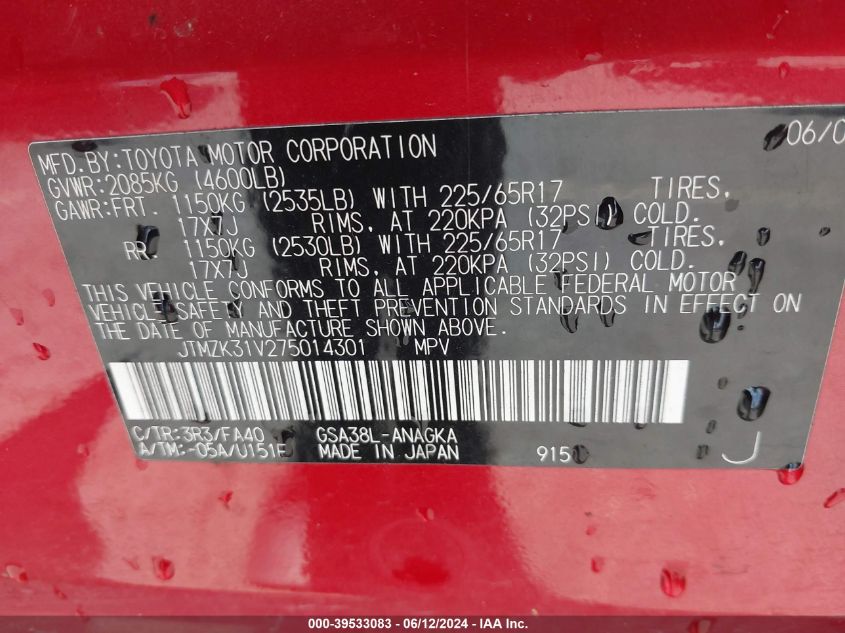 06/0
MFD.BY:TOYOTA MOTOR CORPORATION
GVWR:2085KG (4600LB)
GAWR:FRT. 1150KG (2535LB) WITH 225/65R17 TIRES,
17X7J RIMS, AT 220KPA (32PSI) COLD.
RR. 1150KG (2530LB) WITH 225/65R17 TIRES,
17X7J RIMS, AT 220KPA (32PSI) COLD.
THIS VEHICLE CONFORMS TO ALL APPLICABLE FEDERAL MOTOR
VEHICLE SAFETY AND THEFT PREVENTION STANDARDS IN EFFECT ON
THE DATE OF MANUFACTURE SHOWN ABOVE.
JTMZK31V275014301 MPV
C/TR:3R3/FA40 GSA38L-ANAGKA
A/TM:-05A/U151F MADE IN JAPAN 915 J
000-39533083 - 06/12/2024 - IAA Inc.